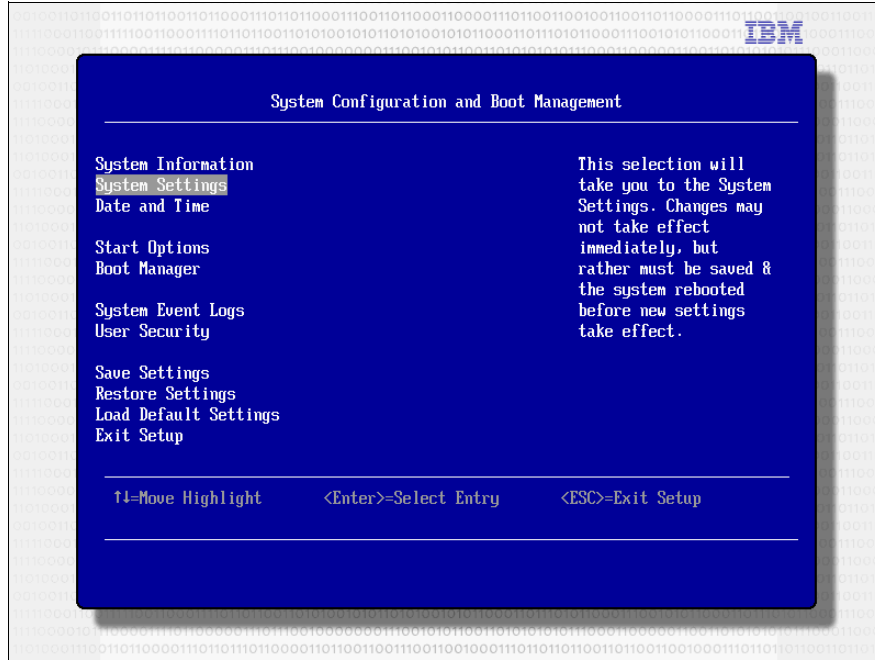 IBM
System Configuration and Boot Management
System Information
System Settings
Date and Time
Start Options
Boot Manager
System Event Logs
User Security
Save Settings
Restore Settings
Load Default Settings
Exit Setup
This selection will
take you to the System
Settings. Changes may
not take effect
immediately, but
rather must be saved &
the system rebooted
before new settings
take effect.
↑↓=Move Highlight <Enter>=Select Entry <ESC>=Exit Setup